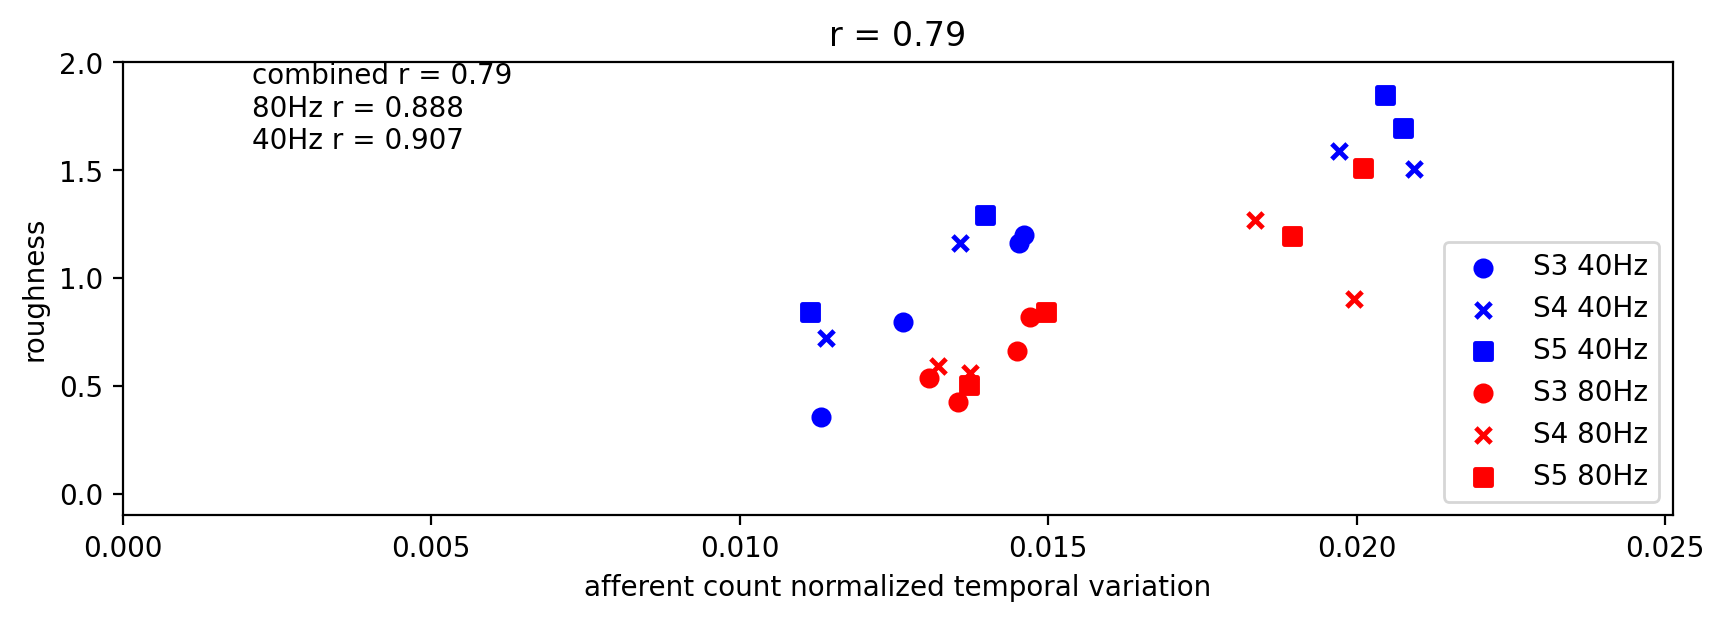 r = 0.79
combined r = 0.79
80Hz r = 0.888
40Hz r = 0.907
2.0
1.5
1.0
0.5
0.0
roughness
S3 40Hz
S4 40Hz
S5 40Hz
S3 80Hz
S4 80Hz
S5 80Hz
0.000 0.005 0.010 0.015 0.020 0.025
afferent count normalized temporal variation